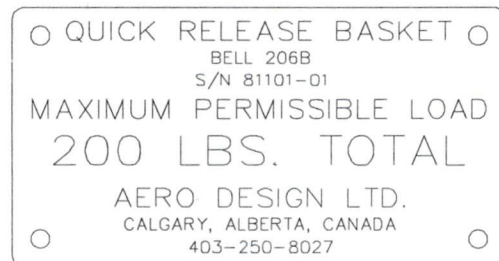 QUICK RELEASE BASKET
BELL 206B
S/N 81101-01
MAXIMUM PERMISSIBLE LOAD
200 LBS. TOTAL
AERO DESIGN LTD.
CALGARY, ALBERTA, CANADA
403-250-8027